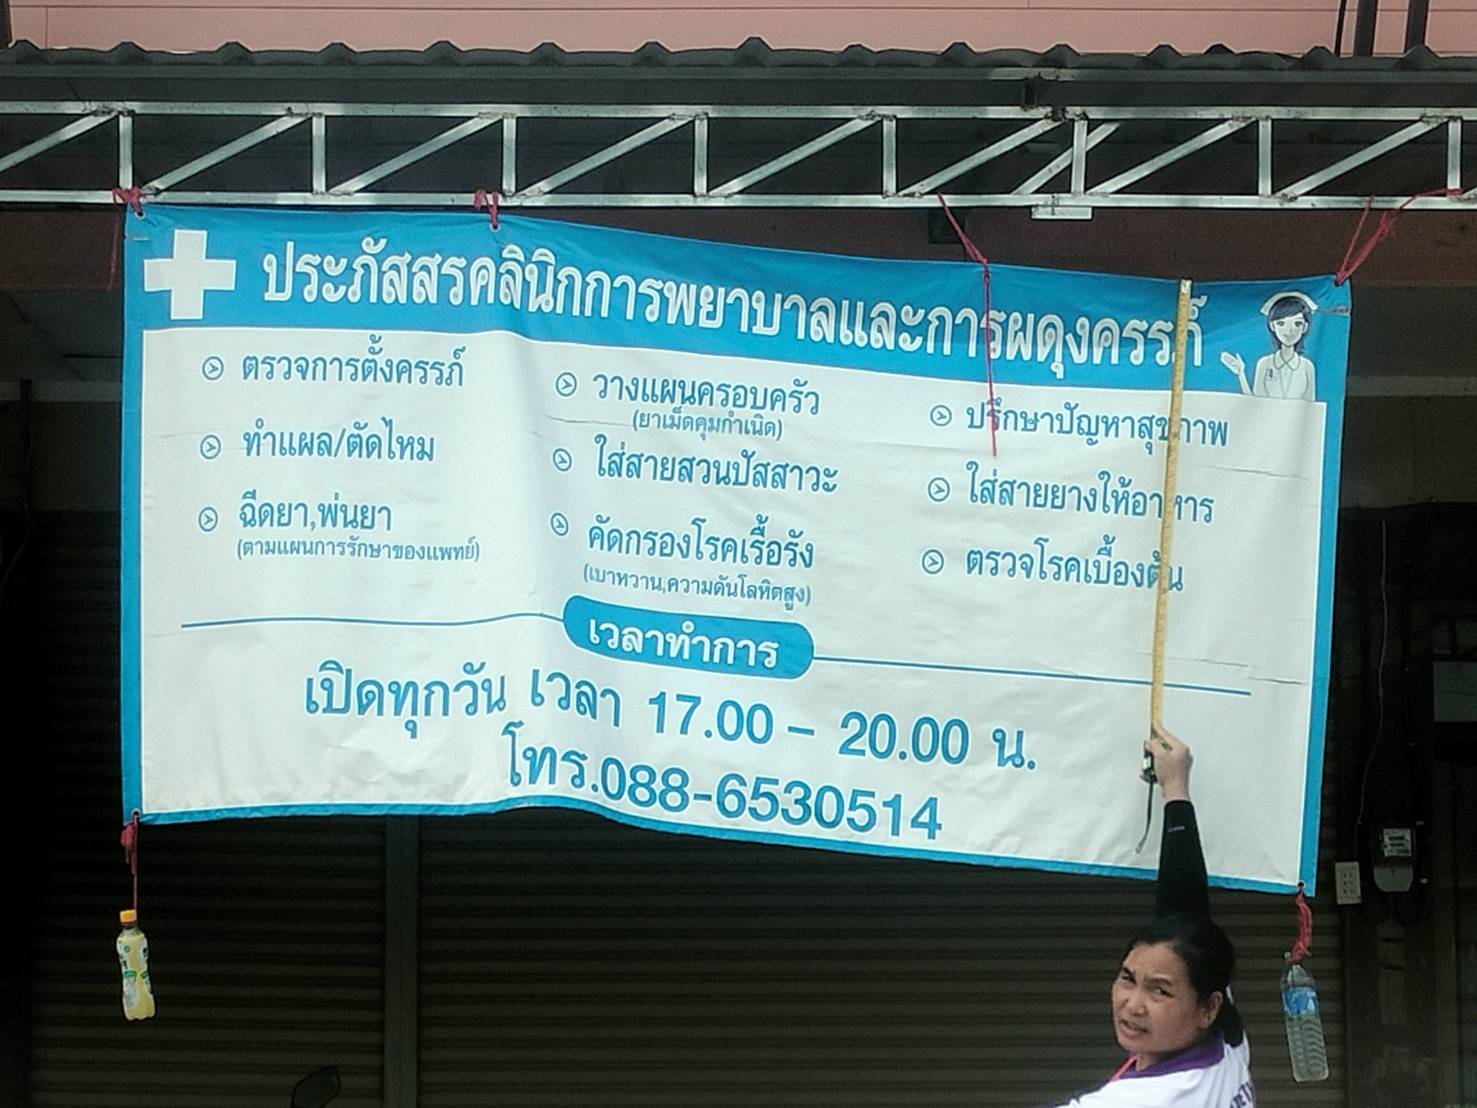 ประภัสสรคลินิกการพยาบาลและการผดุงครรภ์
ตรวจการตั้งครรภ์
ทำแผล/ตัดไหม
ฉีดยา,พ่นยา
(ตามแผนการรักษาของแพทย์)
วางแผนครอบครัว
(ยาเม็ดคุมกำเนิด)
ใส่สายสวนปัสสาวะ
คัดกรองโรคเรื้อรัง
(เบาหวาน,ความดันโลหิตสูง)
ปรึกษาปัญหาสุขภาพ
ใส่สายยางให้อาหาร
ตรวจโรคเบื้องต้น
เวลาทำการ
เปิดทุกวัน เวลา 17.00 – 20.00 น.
โทร.088-6530514